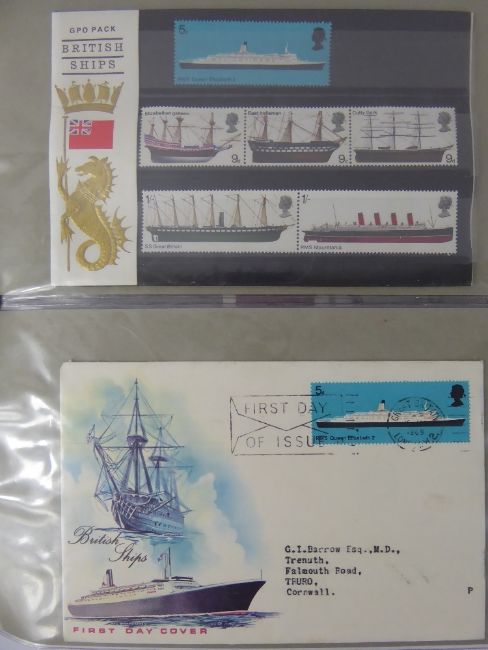 GPO PACK
BRITISH
SHIPS
5d
RMS Queen Elizabeth 2
Elizabethan galleon
9d
East Indiaman
9d
Cutty Sark
9d
1/-
SS Great Britain
1/-
RMS Mauretania
FIRST DAY
OF ISSUE
5d
RMS Queen Elizabeth 2
British
Ships
FIRST DAY COVER
G.I.Barrow Esq.,M.D.,
Trenuth,
Falmouth Road,
TRURO,
Cornwall.
P